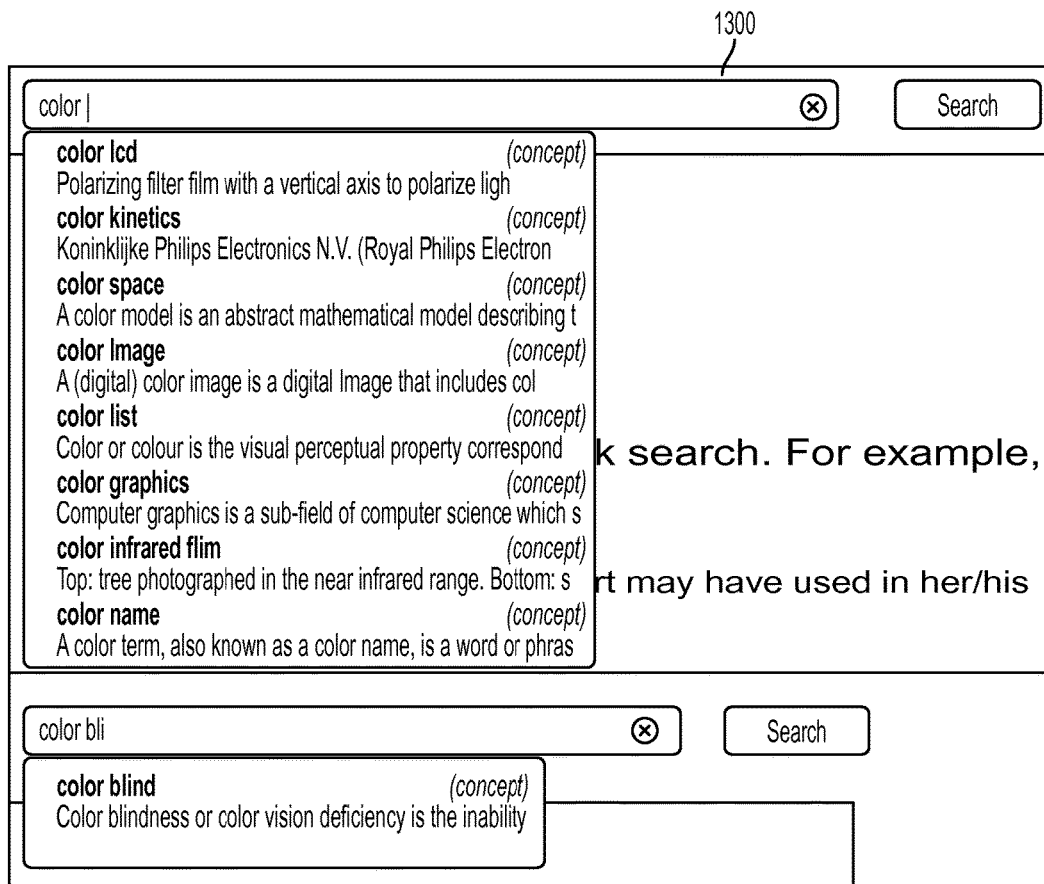 1300
color |
Search
color lcd (concept)
Polarizing filter film with a vertical axis to polarize ligh
color kinetics (concept)
Koninklijke Philips Electronics N.V. (Royal Philips Electron
color space (concept)
A color model is an abstract mathematical model describing t
color Image (concept)
A (digital) color image is a digital Image that includes col
color list (concept)
Color or colour is the visual perceptual property correspond
k search. For example,
color graphics (concept)
Computer graphics is a sub-field of computer science which s
color infrared flim (concept)
Top: tree photographed in the near infrared range. Bottom: s
rt may have used in her/his
color name (concept)
A color term, also known as a color name, is a word or phras
color bli
Search
color blind (concept)
Color blindness or color vision deficiency is the inability